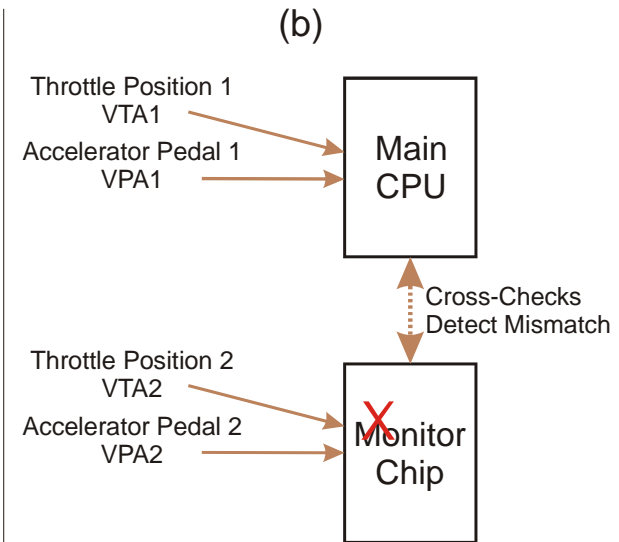 (b)
Throttle Position 1
VTA1
Accelerator Pedal 1
VPA1
Main
CPU
Cross-Checks
Detect Mismatch
Throttle Position 2
VTA2
Accelerator Pedal 2
VPA2
X
Monitor
Chip